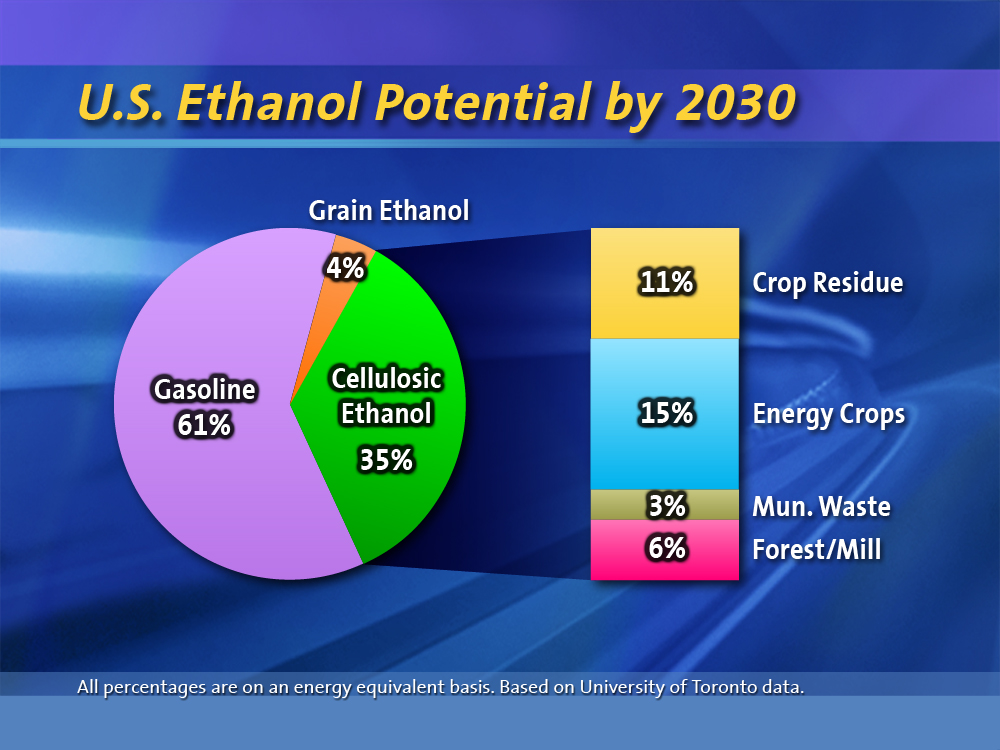 U.S. Ethanol Potential by 2030
Grain Ethanol
4%
Gasoline
61%
Cellulosic
Ethanol
35%
11%
Crop Residue
15%
Energy Crops
3%
Mun. Waste
6%
Forest/Mill
All percentages are on an energy equivalent basis. Based on University of Toronto data.